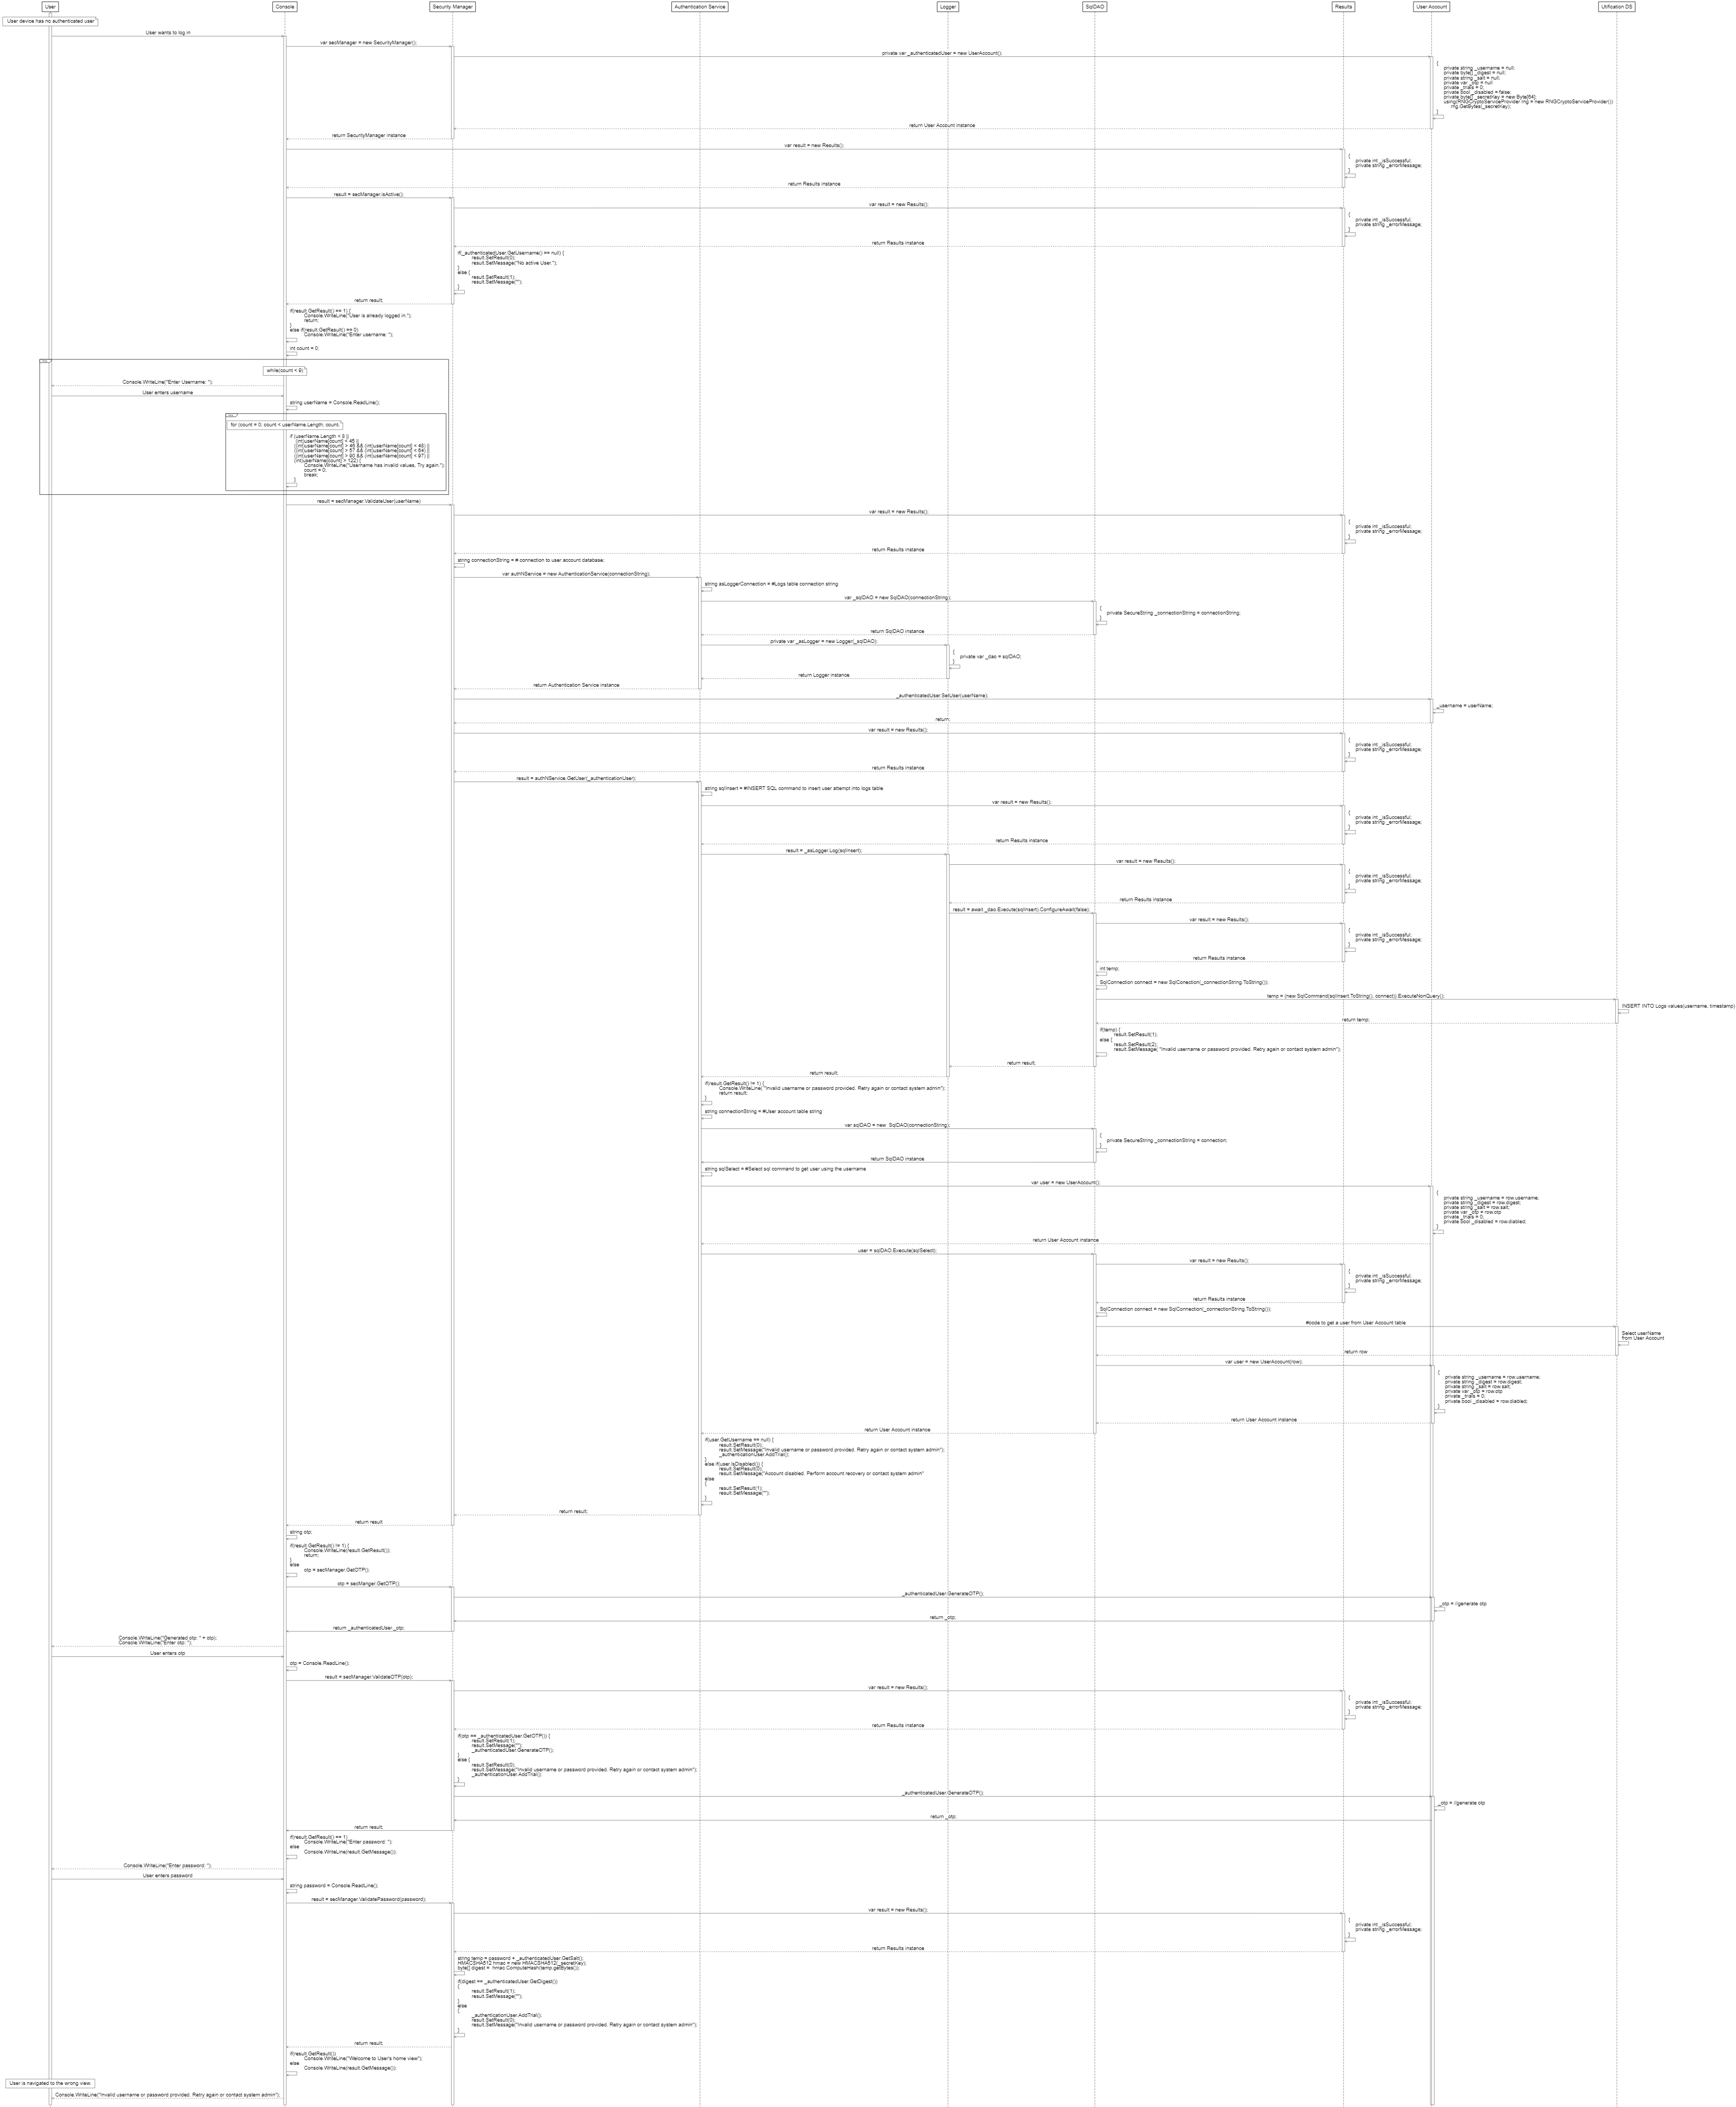 User
Console
Security Manager
Authentication Service
Logger
SqlDAO
Results
User Account
Utification DS
User device has no authenticated user
User wants to log in
var secManager = new SecurityManager();
private var _authenticatedUser = new UserAccount();
{
private string _username = null;
private byte[] _digest = null;
private string _salt = null;
private var _otp = null
private _trials = 0;
private bool _disabled = false;
private byte[] _secretKey = new Byte[64];
using(RNGCryptoServiceProvider rng = new RNGCryptoServiceProvider())
rng.GetBytes(_secretKey);
}
return User Account instance
return SecurityManager instance
var result = new Results();
{
private int _isSuccessful;
private string _errorMessage;
}
return Results instance
result = secManager.isActive();
var result = new Results();
{
private int _isSuccessful;
private string _errorMessage;
}
return Results instance
if(_authenticatedUser.GetUsername() == null) {
result.SetResult(0);
result.SetMessage("No active User.");
}
else {
result.SetResult(1);
result.SetMessage("");
}
return result;
if(result.GetResult() == 1) {
Console.WriteLine("User is already logged in.");
return;
}
else if(result.GetResult() == 0)
Console.WriteLine("Enter username: ");
int count = 0;
while(count < 9)
Console.WriteLine("Enter Username: ");
User enters username
string userName = Console.ReadLine();
for (count = 0; count < userName.Length; count
if (userName.Length < 8 ||
(int)userName[count] < 45 ||
((int)userName[count] > 46 && (int)userName[count] < 48) ||
((int)userName[count] > 57 && (int)userName[count] < 64) ||
((int)userName[count] > 90 && (int)userName[count] < 97) ||
(int)userName[count] > 122) {
Console.WriteLine("Username has invalid values, Try again.");
count = 0;
break;
}
result = secManager.ValidateUser(userName)
var result = new Results();
{
private int _isSuccessful;
private string _errorMessage;
}
return Results instance
string connectionString = # connection to user account database;
var authNService = new AuthenticationService(connectionString);
string asLoggerConnection = #Logs table connection string
var _sqlDAO = new SqlDAO(connectionString);
{
private SecureString _connectionString = connectionString;
}
return SqlDAO instance
private var _asLogger = new Logger(_sqlDAO);
{
private var _dao = sqlDAO;
}
return Logger instance
return Authentication Service instance
_authenticatedUser.SetUser(userName);
_username = userName;
return;
var result = new Results();
{
private int _isSuccessful;
private string _errorMessage;
}
return Results instance
result = authNService.GetUser(_authenticationUser);
string sqlInsert = #INSERT SQL command to insert user attempt into logs table
var result = new Results();
{
private int _isSuccessful;
private string _errorMessage;
}
return Results instance
result = _asLogger.Log(sqlInsert);
var result = new Results();
{
private int _isSuccessful;
private string _errorMessage;
}
return Results instance
result = await _dao.Execute(sqlInsert).ConfigureAwait(false);
var result = new Results();
{
private int _isSuccessful;
private string _errorMessage;
}
return Results instance
int temp;
SqlConnection connect = new SqlConection(_connectionString.ToString());
temp = (new SqlCommand(sqlInsert.ToString(), connect)).ExecuteNonQuery();
INSERT INTO Logs values(username, timestamp)
return temp;
if(temp) {
result.SetResult(1);
else {
result.SetResult(2);
result.SetMessage( "Invalid username or password provided. Retry again or contact system admin");
return result;
return result;
if(result.GetResult() != 1) {
Console.WriteLine( "Invalid username or password provided. Retry again or contact system admin");
return result;
}
string connectionString = #User account table string
var sqlDAO = new SqlDAO(connectionString);
{
private SecureString _connectionString = connection;
}
return SqlDAO instance
string sqlSelect = #Select sql command to get user using the username
var user = new UserAccount();
{
private string _username = row.username;
private string _digest = row.digest;
private string _salt = row.salt;
private var _otp = row.otp
private _trials = 0;
private bool _disabled = row.diabled;
}
return User Account instance
user = sqlDAO.Execute(sqlSelect);
var result = new Results();
{
private int _isSuccessful;
private string _errorMessage;
}
return Results instance
SqlConnection connect = new SqlConnection(_connectionString.ToString());
#code to get a user from User Account table
Select userName
from User Account
return row
var user = new UserAccount(row);
{
private string _username = row.username;
private string _digest = row.digest;
private string _salt = row.salt;
private var _otp = row.otp
private _trials = 0;
private bool _disabled = row.diabled;
}
return User Account instance
return User Account instance
if(user.GetUsername == null) {
result.SetResult(0);
result.SetMessage("Invalid username or password provided. Retry again or contact system admin");
_authenticationUser.AddTrial();
}
else if(user.IsDisabled()) {
result.SetResult(0);
result.SetMessage("Account disabled. Perform account recovery or contact system admin"
else
{
result.SetResult(1);
result.SetMessage("");
}
return result;
return result
string otp;
if(result.GetResult() != 1) {
Console.WriteLine(result.GetResult());
return;
}
else
otp = secManager.GetOTP();
otp = secManger.GetOTP();
_authenticatedUser.GenerateOTP();
_otp = //generate otp
return _otp;
return _authenticatedUser._otp;
Console.WriteLine("Generated otp: " + otp);
Console.WriteLine("Enter otp: ");
User enters otp
otp = Console.ReadLine();
result = secManager.ValidateOTP(otp);
var result = new Results();
{
private int _isSuccessful;
private string _errorMessage;
}
return Results instance
if(otp == _authenticatedUser.GetOTP()) {
result.SetResult(1);
result.SetMessage("");
_authenticatedUser.GenerateOTP();
}
else {
result.SetResult(0);
result.SetMessage("Invalid username or password provided. Retry again or contact system admin");
_authenticationUser.AddTrial();
}
_authenticatedUser.GenerateOTP();
_otp = //generate otp
return _otp;
return result;
if(result.GetResult() == 1)
Console.WriteLine("Enter password: ");
else
Console.WriteLine(result.GetMessage());
Console.WriteLine("Enter password: ");
User enters password
string password = Console.ReadLine();
result = secManager.ValidatePassword(password);
var result = new Results();
{
private int _isSuccessful;
private string _errorMessage;
}
return Results instance
string temp = password + _authenticatedUser.GetSalt();
HMACSHA512 hmac = new HMACSHA512(_secretKey);
byte[] digest = hmac.ComputeHash(temp.getBytes());
if(digest == _authenticatedUser.GetDigest())
{
result.SetResult(1);
result.SetMessage("");
}
else
{
_authenticationUser.AddTrial();
result.SetResult(0);
result.SetMessage("Invalid username or password provided. Retry again or contact system admin");
}
return result;
if(result.GetResult())
Console.WriteLine("Welcome to User's home view");
else
Console.WriteLine(result.GetMessage());
User is navigated to the wrong view.
Console.WriteLine("Invalid username or password provided. Retry again or contact system admin");